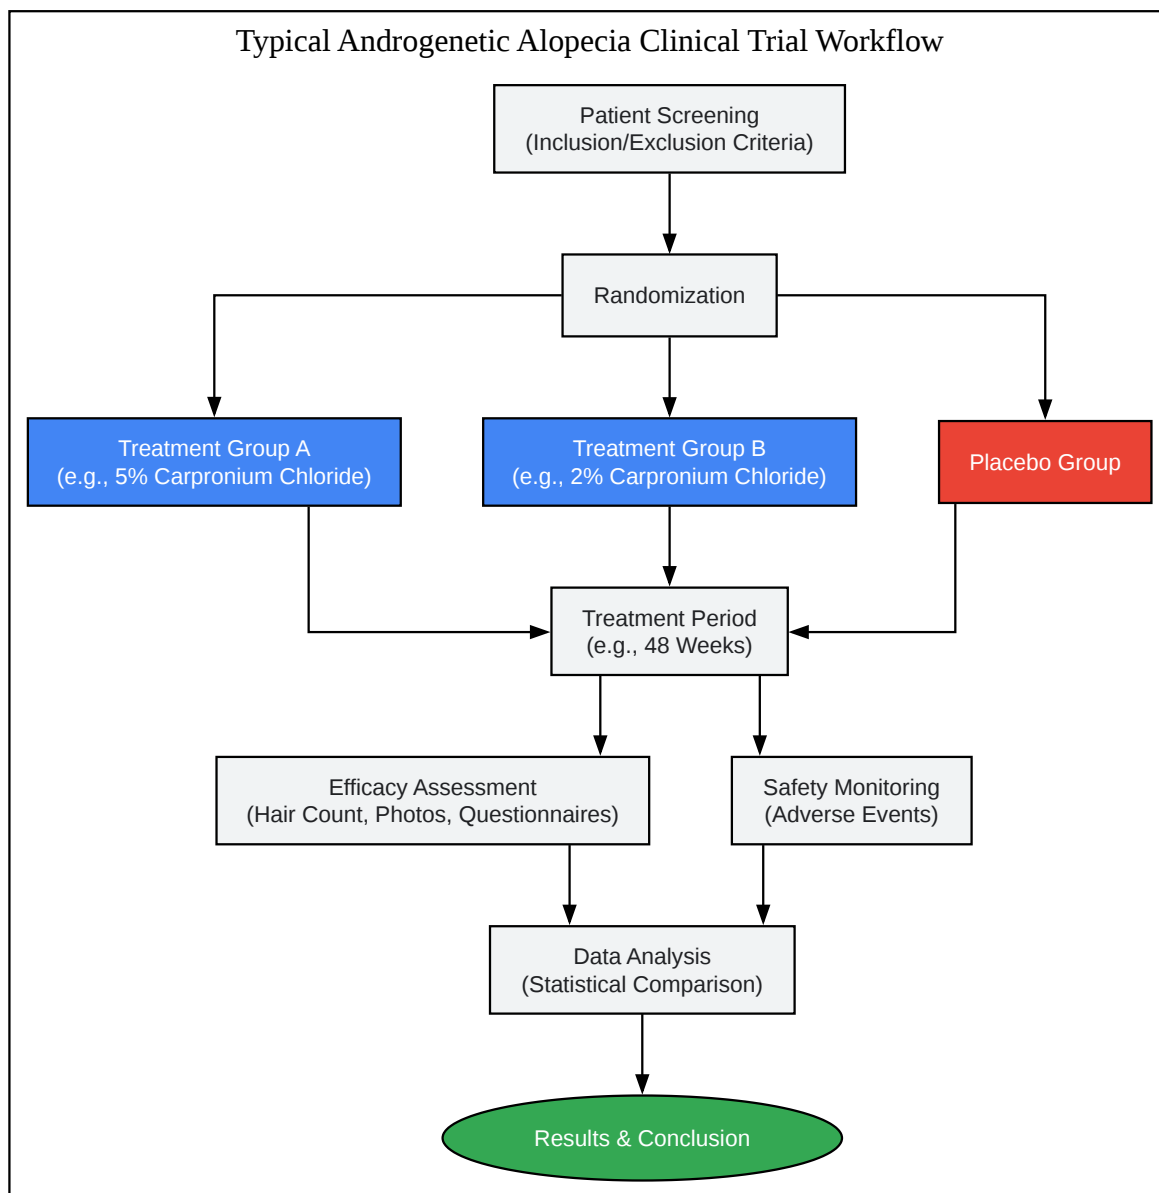 Typical Androgenetic Alopecia Clinical Trial Workflow
Patient Screening
(Inclusion/Exclusion Criteria)
Randomization
Treatment Group A
(e.g., 5% Carpronium Chloride)
Treatment Group B
(e.g., 2% Carpronium Chloride)
Placebo Group
Treatment Period
(e.g., 48 Weeks)
Efficacy Assessment
(Hair Count, Photos, Questionnaires)
Safety Monitoring
(Adverse Events)
Data Analysis
(Statistical Comparison)
Results & Conclusion